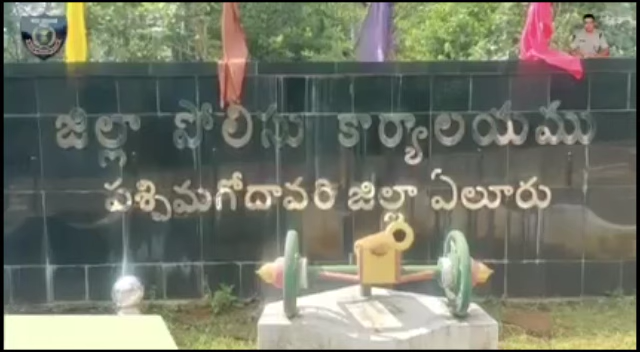 జిల్లా పోలీసు కార్యాలయము
పశ్చిమగోదావరి జిల్లా ఏలూరు